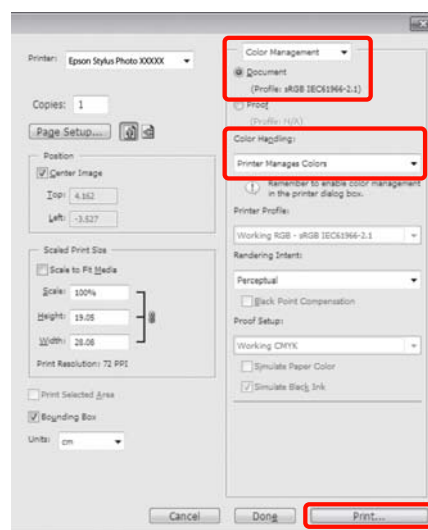 Printer: Epson Stylus Photo XXXXX
Copies: 1
Page Setup...
Position
Center Image
Top: 4.162
Left: -3.527
Scaled Print Size
Scale to Fit Media
Scale: 100%
Height: 19.05
Width: 28.08
Print Resolution: 72 PPI
Print Selected Area
Bounding Box
Units: cm
Color Management
Document
(Profile: sRGB IEC61966-2.1)
Proof
(Profile: N/A)
Color Handling:
Printer Manages Colors
Remember to enable color management
in the printer dialog box.
Printer Profile:
Working RGB - sRGB IEC61966-2.1
Rendering Intent:
Perceptual
Black Point Compensation
Proof Setup:
Working CMYK
Simulate Paper Color
Simulate Black Ink
Cancel
Done
Print...